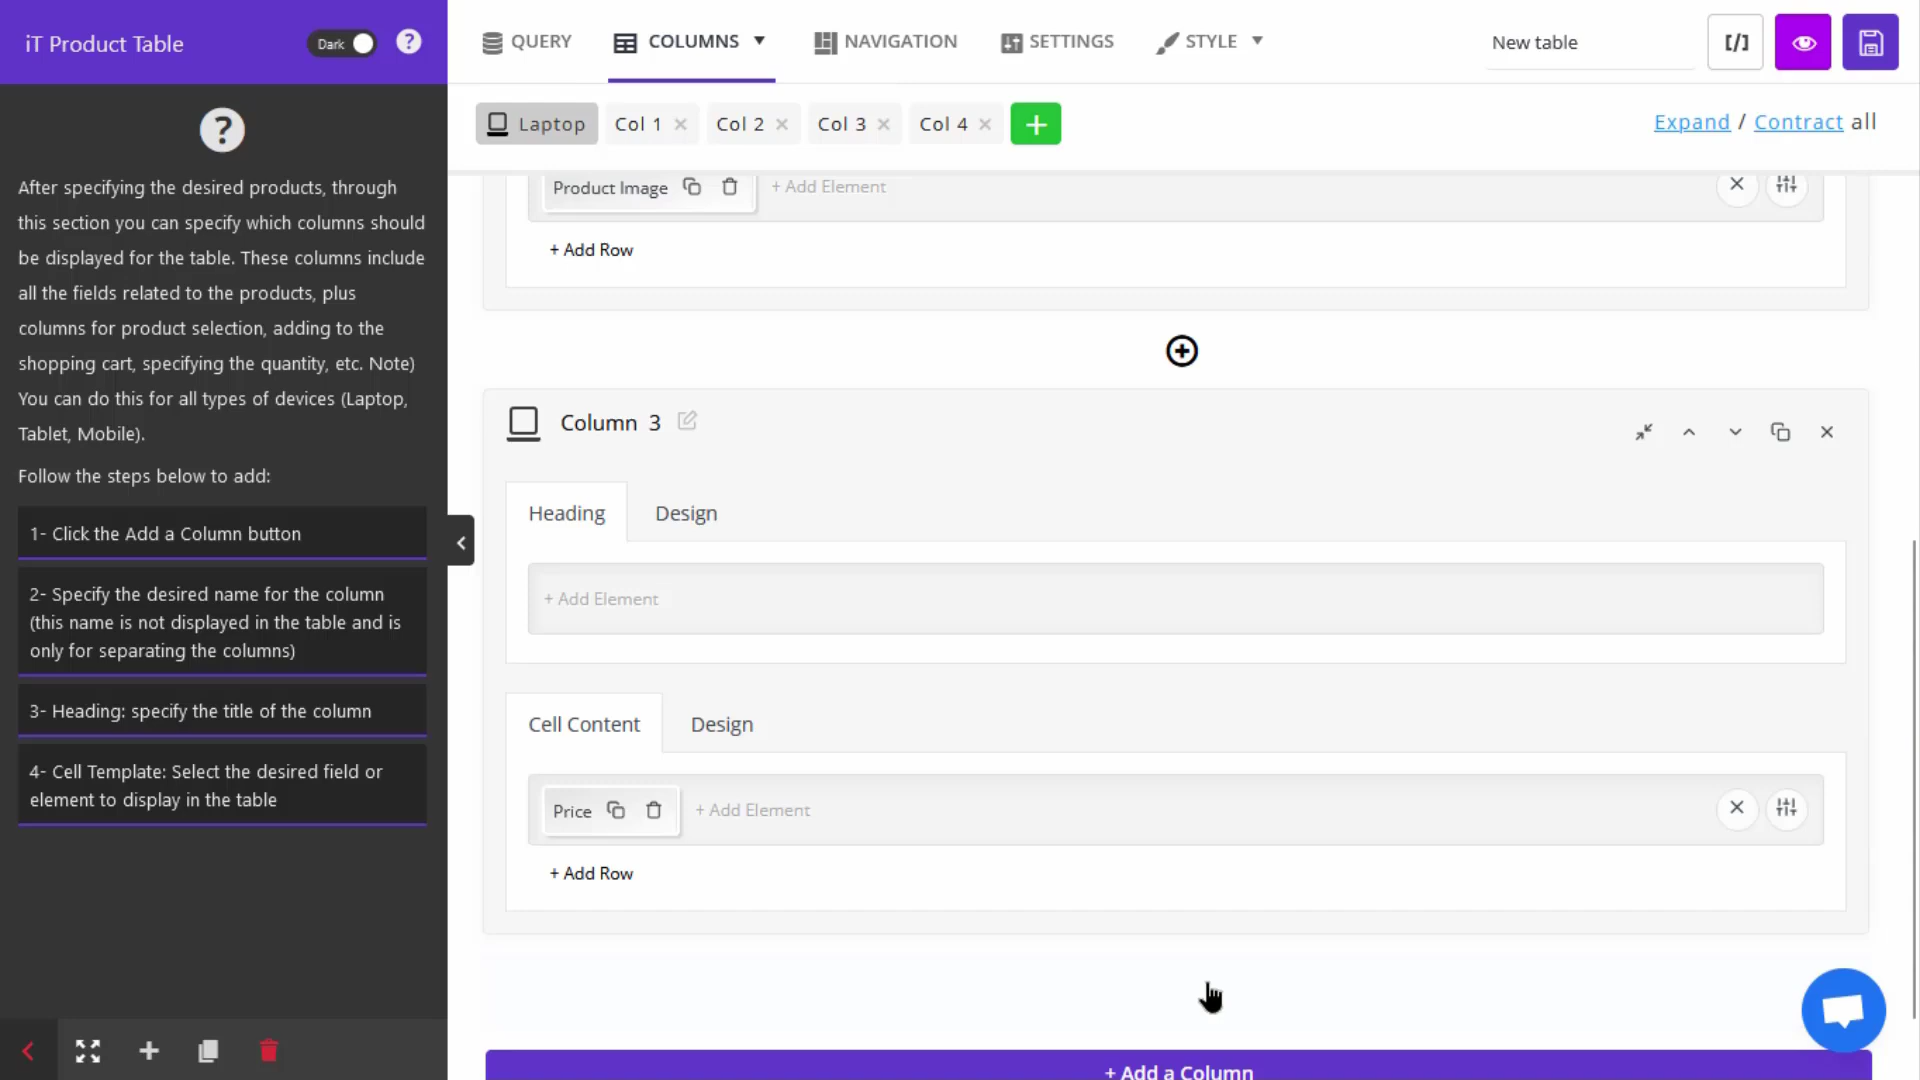 iT Product Table
Dark
?
QUERY
COLUMNS
NAVIGATION
SETTINGS
STYLE
New table
[/]
?
Laptop
Col 1
Col 2
Col 3
Col 4
+
Expand / Contract all
After specifying the desired products, through
this section you can specify which columns should
be displayed for the table. These columns include
all the fields related to the products, plus
columns for product selection, adding to the
shopping cart, specifying the quantity, etc. Note)
You can do this for all types of devices (Laptop,
Tablet, Mobile).
Follow the steps below to add:
1- Click the Add a Column button
2- Specify the desired name for the column
(this name is not displayed in the table and is
only for separating the columns)
3- Heading: specify the title of the column
4- Cell Template: Select the desired field or
element to display in the table
Product Image
+ Add Element
+ Add Row
Column 3
Heading
Design
+ Add Element
Cell Content
Design
Price
+ Add Element
+ Add Row
+ Add a Column